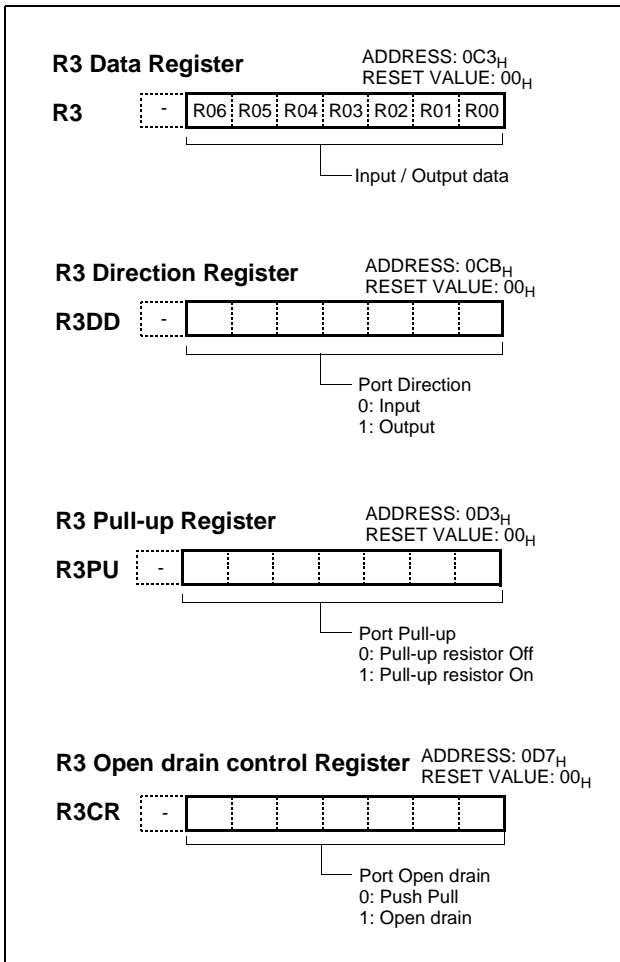 R3 Data Register ADDRESS: 0C3H
RESET VALUE: 00H
R3 - R06 R05 R04 R03 R02 R01 R00
Input / Output data
R3 Direction Register ADDRESS: 0CBH
RESET VALUE: 00H
R3DD -
Port Direction
0: Input
1: Output
R3 Pull-up Register ADDRESS: 0D3H
RESET VALUE: 00H
R3PU -
Port Pull-up
0: Pull-up resistor Off
1: Pull-up resistor On
R3 Open drain control Register ADDRESS: 0D7H
RESET VALUE: 00H
R3CR -
Port Open drain
0: Push Pull
1: Open drain